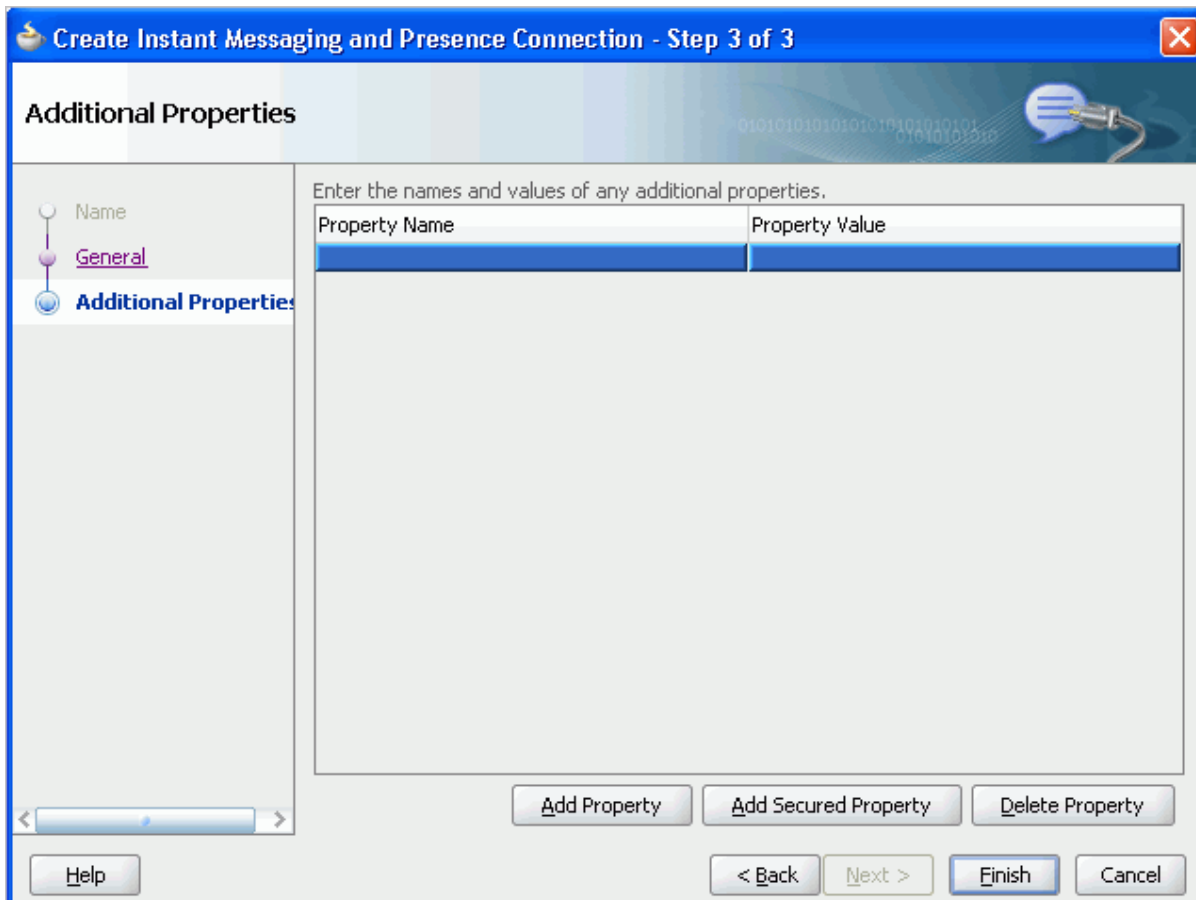 Create Instant Messaging and Presence Connection - Step 3 of 3
Additional Properties
Name
General
Additional Properties
Enter the names and values of any additional properties.
Property Name Property Value
Add Property Add Secured Property Delete Property
Help < Back Next > Finish Cancel